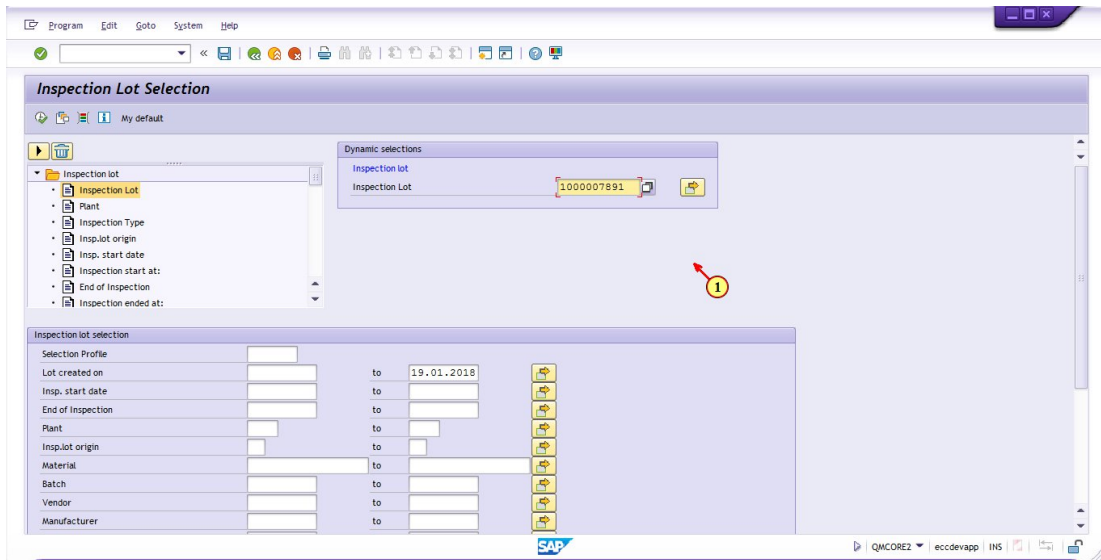 Program Edit Goto System Help
Inspection Lot Selection
My default
Dynamic selections
Inspection lot
Inspection Lot 1000007891
Inspection lot
Inspection Lot
Plant
Inspection Type
Insp.lot origin
Insp. start date
Inspection start at:
End of Inspection
Inspection ended at:
1
Inspection lot selection
Selection Profile
Lot created on to 19.01.2018
Insp. start date to
End of Inspection to
Plant to
Insp.lot origin to
Material to
Batch to
Vendor to
Manufacturer to
SAP
QMCORE2 eccdevapp INS